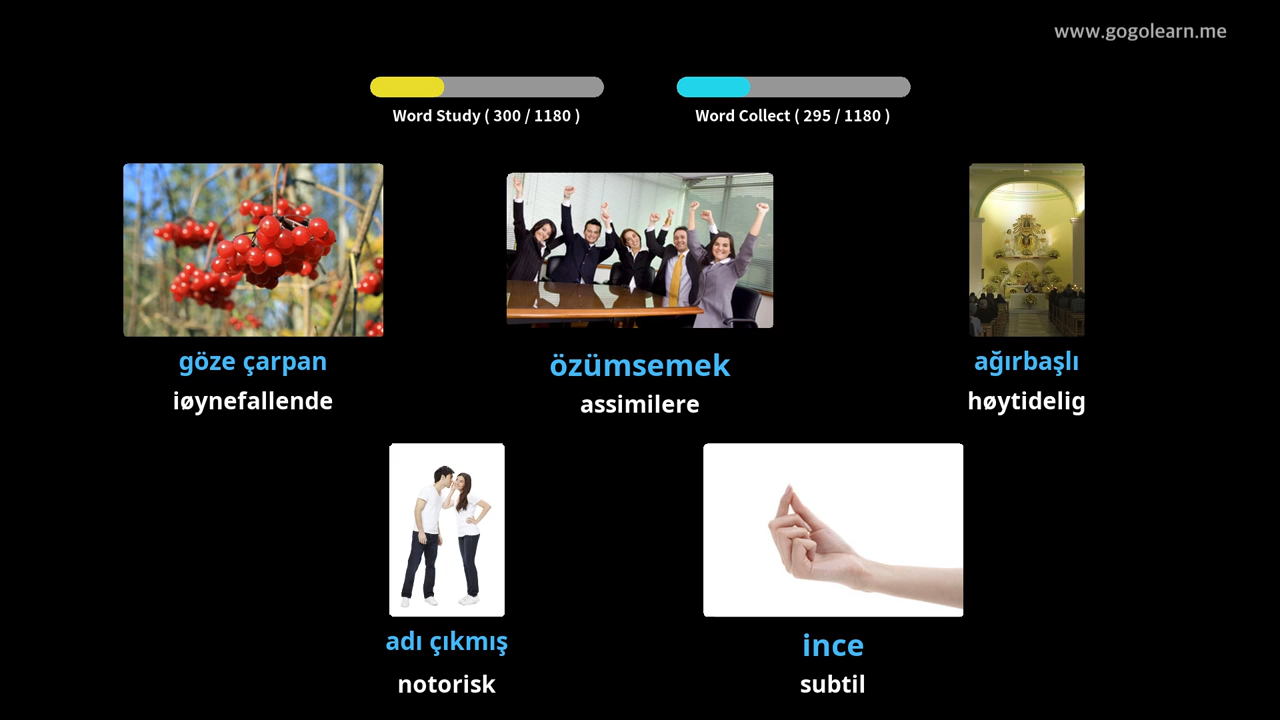 www.gogolearn.me
Word Study ( 300 / 1180 )
Word Collect ( 295 / 1180 )
göze çarpan
iøynefallende
özümsemek
assimilere
ağırbaşlı
høytidelig
adı çıkmış
notorisk
ince
subtil